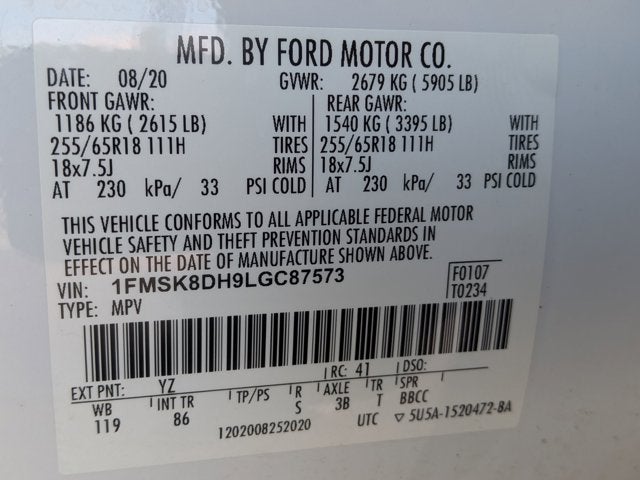 MFD. BY FORD MOTOR CO.
DATE: 08/20 GVWR: 2679 KG ( 5905 LB)
FRONT GAWR: REAR GAWR:
1186 KG ( 2615 LB) WITH 1540 KG ( 3395 LB) WITH
255/65R18 111H TIRES 255/65R18 111H TIRES
18x7.5J RIMS 18x7.5J RIMS
AT 230 kPa/ 33 PSI COLD AT 230 kPa/ 33 PSI COLD
THIS VEHICLE CONFORMS TO ALL APPLICABLE FEDERAL MOTOR
VEHICLE SAFETY AND THEFT PREVENTION STANDARDS IN
EFFECT ON THE DATE OF MANUFACTURE SHOWN ABOVE.
VIN: 1FMSK8DH9LGC87573 F0107
TYPE: MPV T0234
EXT PNT: YZ RC: 41 DSO:
WB INT TR TP/PS R AXLE TR SPR
119 86 S 3B T BBCC
1202008252020 UTC ▽ 5U5A-1520472-BA